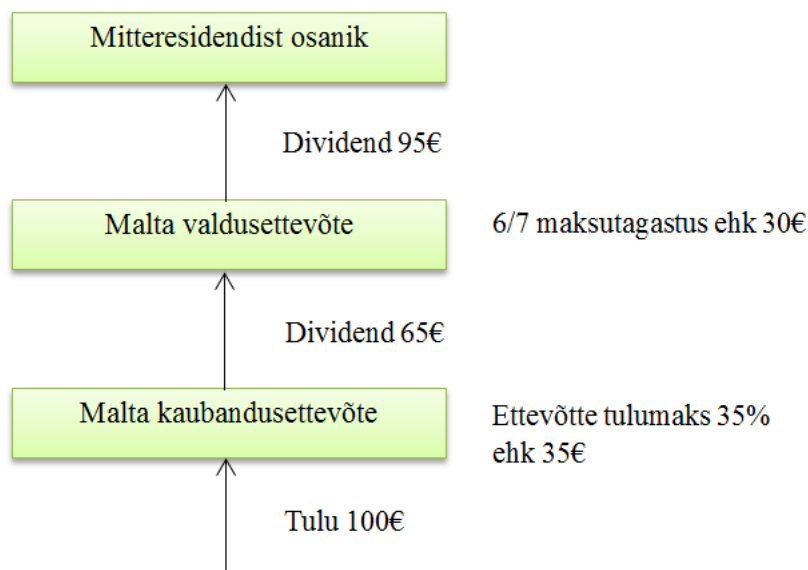 Mitteresidendist osanik
Dividend 95€
Malta valdusettevõte
6/7 maksutagastus ehk 30€
Dividend 65€
Malta kaubandusettevõte
Ettevõtte tulumaks 35%
ehk 35€
Tulu 100€